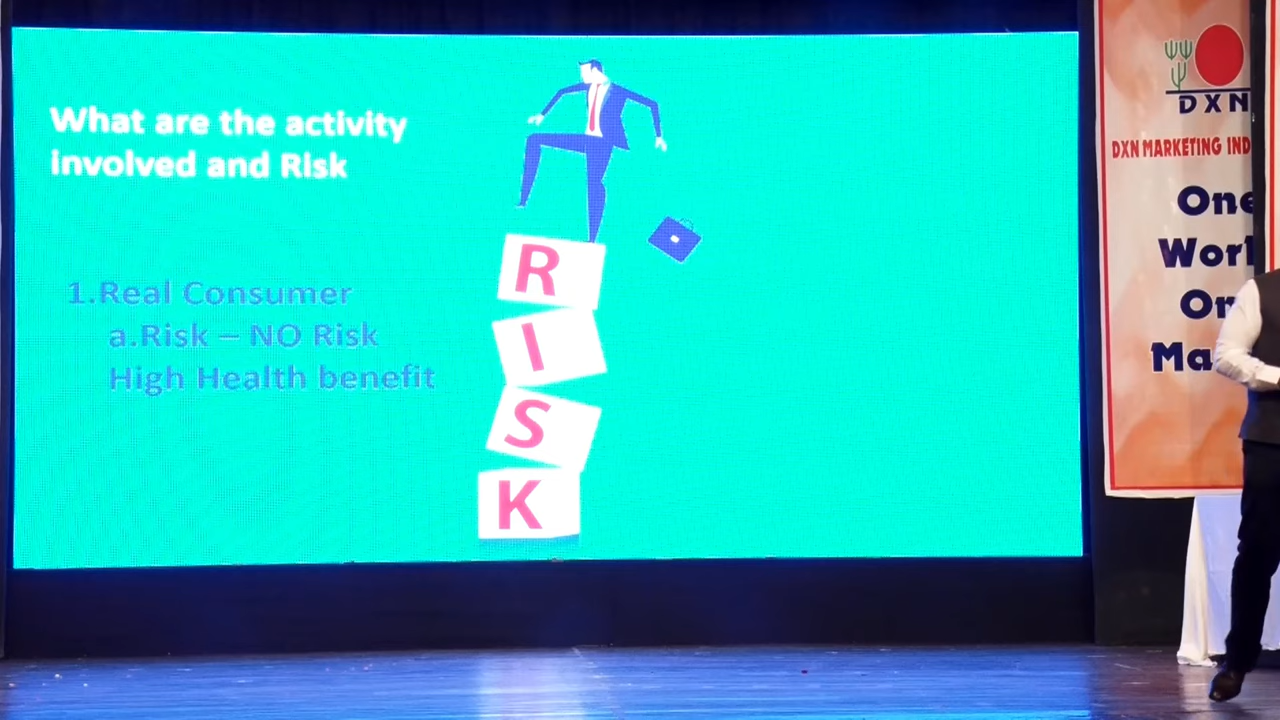 What are the activity
involved and Risk
1.Real Consumer
a.Risk – NO Risk
High Health benefit
R
I
S
K
DXN
DXN MARKETING IND
One
Worl
On
Ma